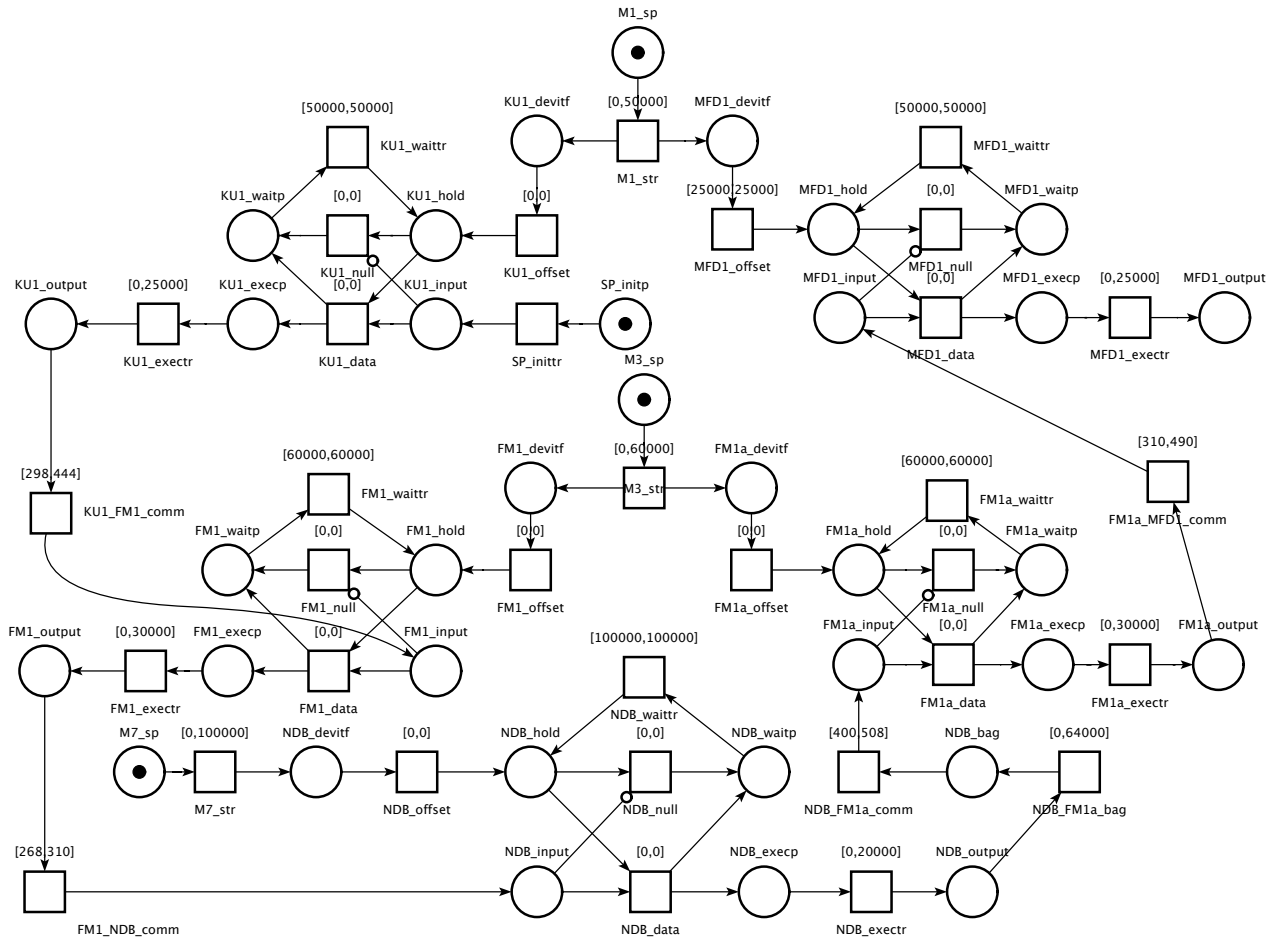 M1_sp
[50000,50000]
KU1_devitf
[0,50000]
MFD1_devitf
[50000,50000]
KU1_waittr
MFD1_waittr
M1_str
KU1_waitp
[0,0]
KU1_hold
[0,0]
[25000,25000]
MFD1_hold
[0,0]
MFD1_waitp
KU1_null
KU1_offset
MFD1_offset
MFD1_null
KU1_output
[0,25000]
KU1_execp
[0,0]
KU1_input
SP_initp
MFD1_input
[0,0]
MFD1_execp
[0,25000]
MFD1_output
KU1_exectr
KU1_data
SP_inittr
M3_sp
MFD1_data
MFD1_exectr
[60000,60000]
FM1_devitf
[0,60000]
FM1a_devitf
[60000,60000]
[310,490]
[298,444]
KU1_FM1_comm
FM1_waittr
M3_str
FM1a_waittr
FM1a_MFD1_comm
FM1_waitp
[0,0]
FM1_hold
[0,0]
[0,0]
FM1a_hold
[0,0]
FM1a_waitp
FM1_null
FM1_offset
FM1a_offset
FM1a_null
FM1_output
[0,30000]
FM1_execp
[0,0]
FM1_input
[100000,100000]
FM1a_input
[0,0]
FM1a_execp
[0,30000]
FM1a_output
FM1_exectr
FM1_data
NDB_waittr
FM1a_data
FM1a_exectr
M7_sp
[0,100000]
NDB_devitf
[0,0]
NDB_hold
[0,0]
NDB_waitp
[400,508]
NDB_bag
[0,64000]
M7_str
NDB_offset
NDB_null
NDB_FM1a_comm
NDB_FM1a_bag
[268,310]
NDB_input
[0,0]
NDB_execp
[0,20000]
NDB_output
FM1_NDB_comm
NDB_data
NDB_exectr